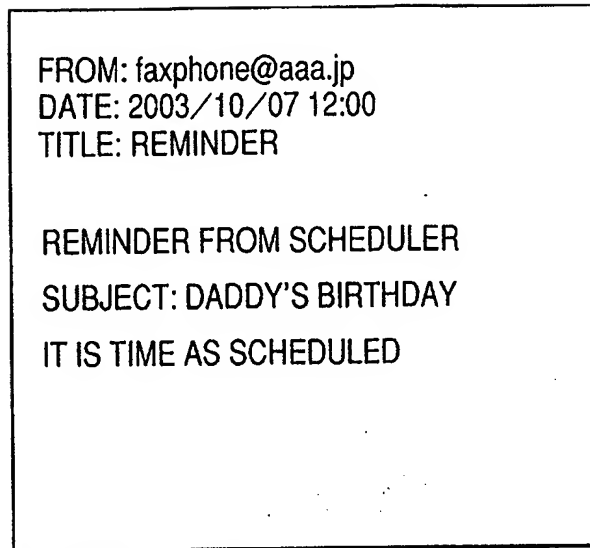 FROM: faxphone@aaa.jp
DATE: 2003/10/07 12:00
TITLE: REMINDER
REMINDER FROM SCHEDULER
SUBJECT: DADDY'S BIRTHDAY
IT IS TIME AS SCHEDULED